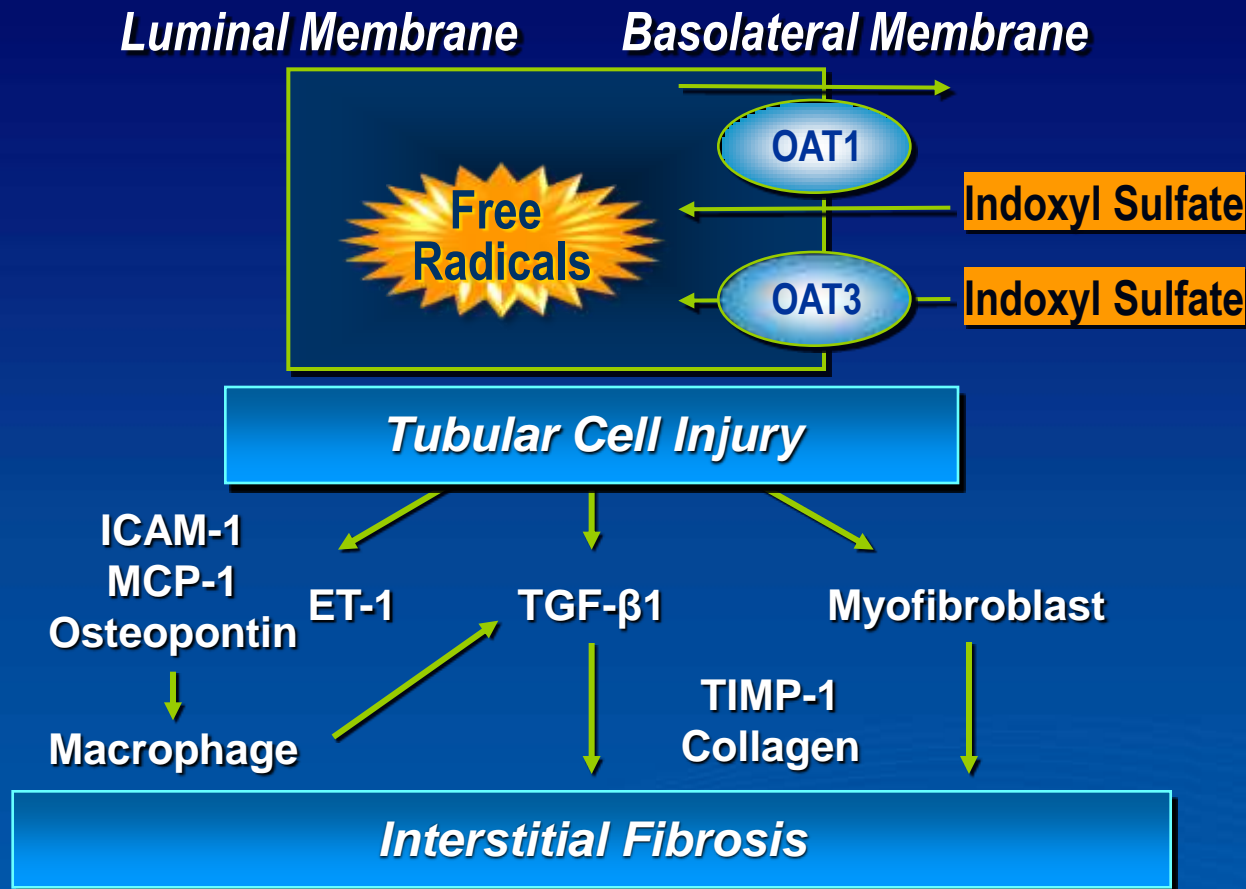 Luminal Membrane Basolateral Membrane
OAT1
Free
Radicals
Indoxyl Sulfate
OAT3
Indoxyl Sulfate
Tubular Cell Injury
ICAM-1
MCP-1
Osteopontin
ET-1
TGF-β1
Myofibroblast
Macrophage
TIMP-1
Collagen
Interstitial Fibrosis